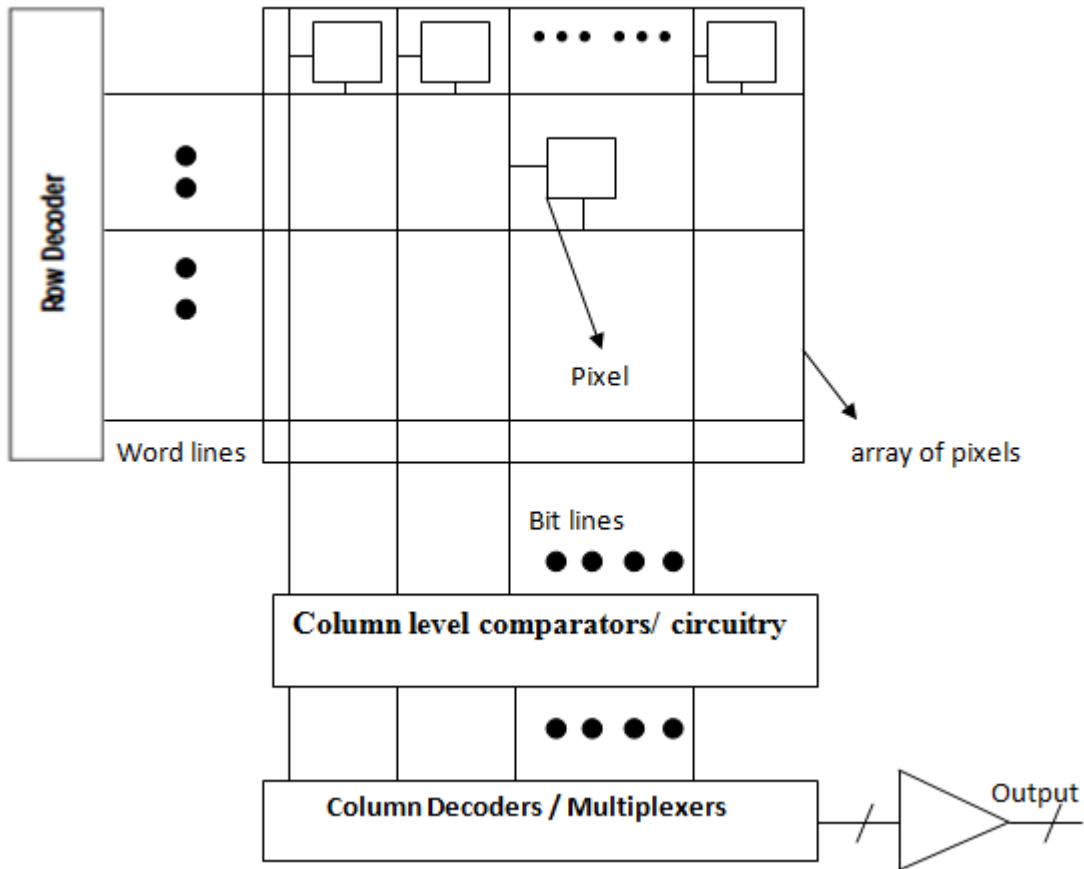 Row Decoder
Pixel
Word lines
array of pixels
Bit lines
Column level comparators/ circuitry
Column Decoders / Multiplexers
Output